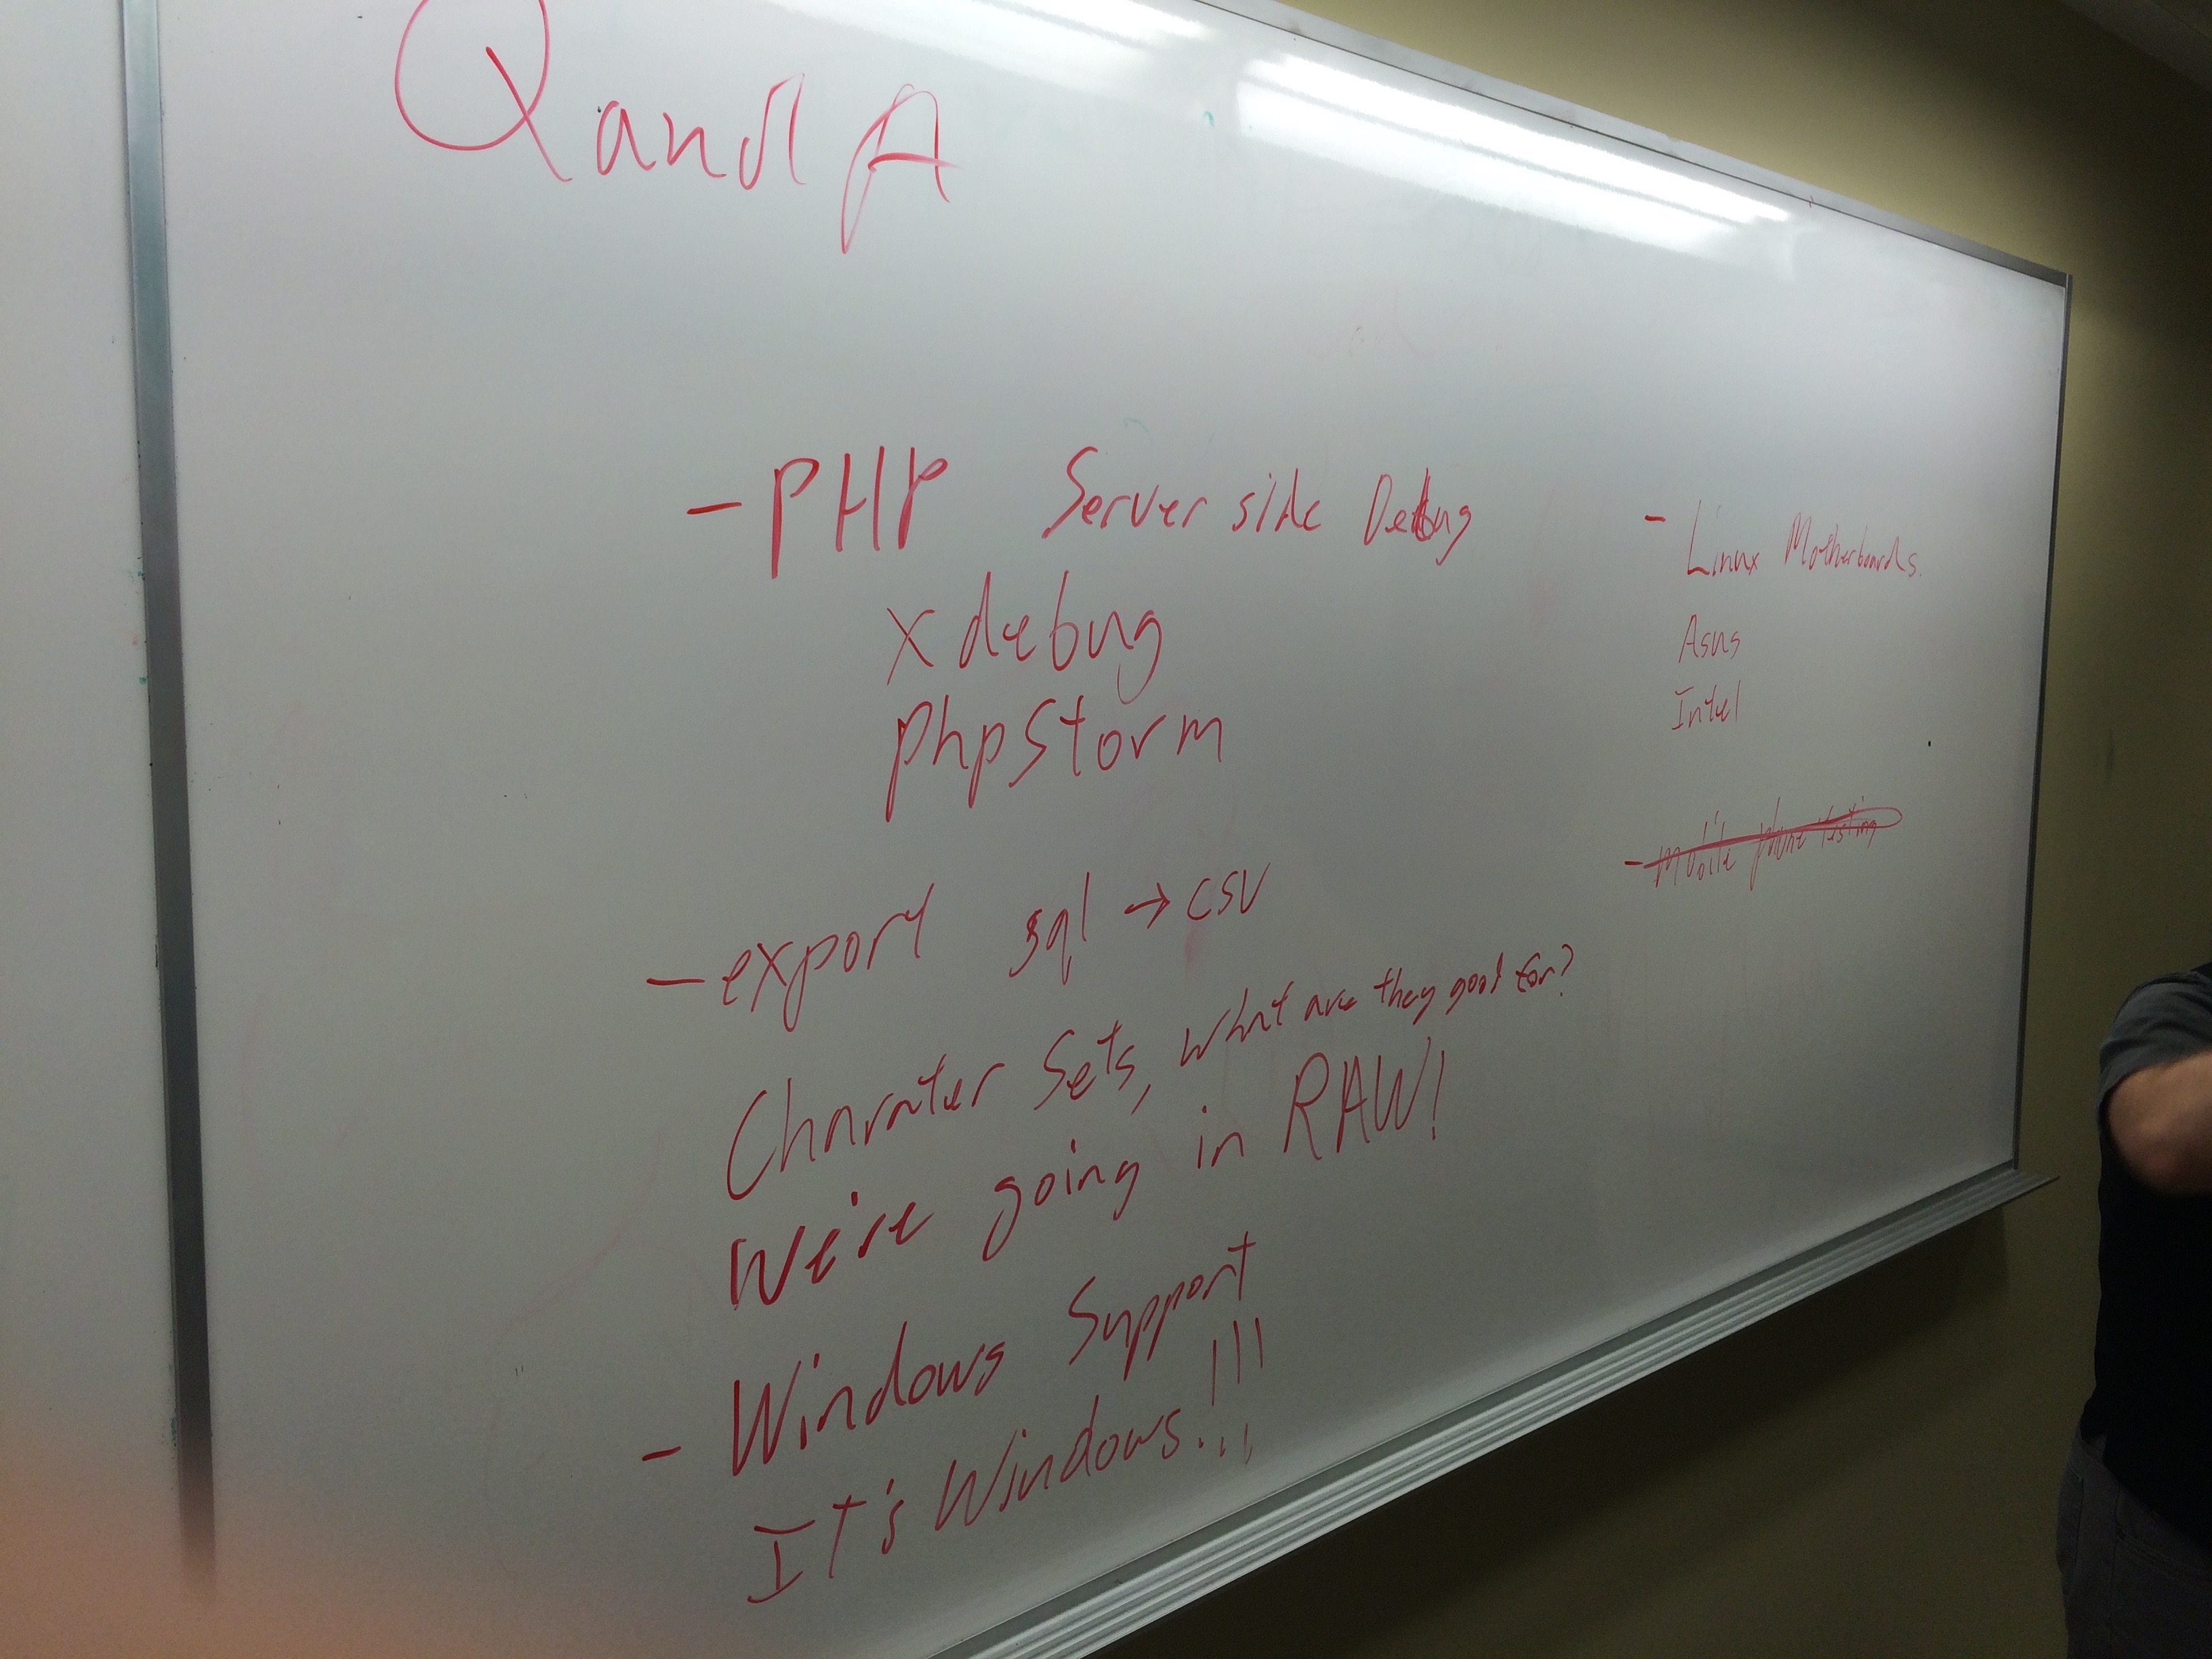 Q and A
- PHP Server side Debug
xdebug
phpStorm
- export sql → csv
Charater Sets, what are they good for?
We're going in RAW!
- Windows Support
It's Windows!!!
- Linux Motherboards.
Asus
Intel
- mobile phone testing